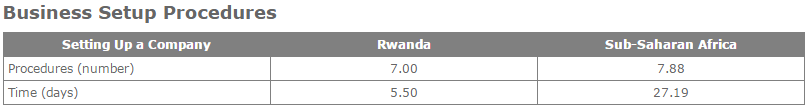 Business Setup Procedures
Setting Up a Company Rwanda Sub-Saharan Africa
Procedures (number) 7.00 7.88
Time (days) 5.50 27.19